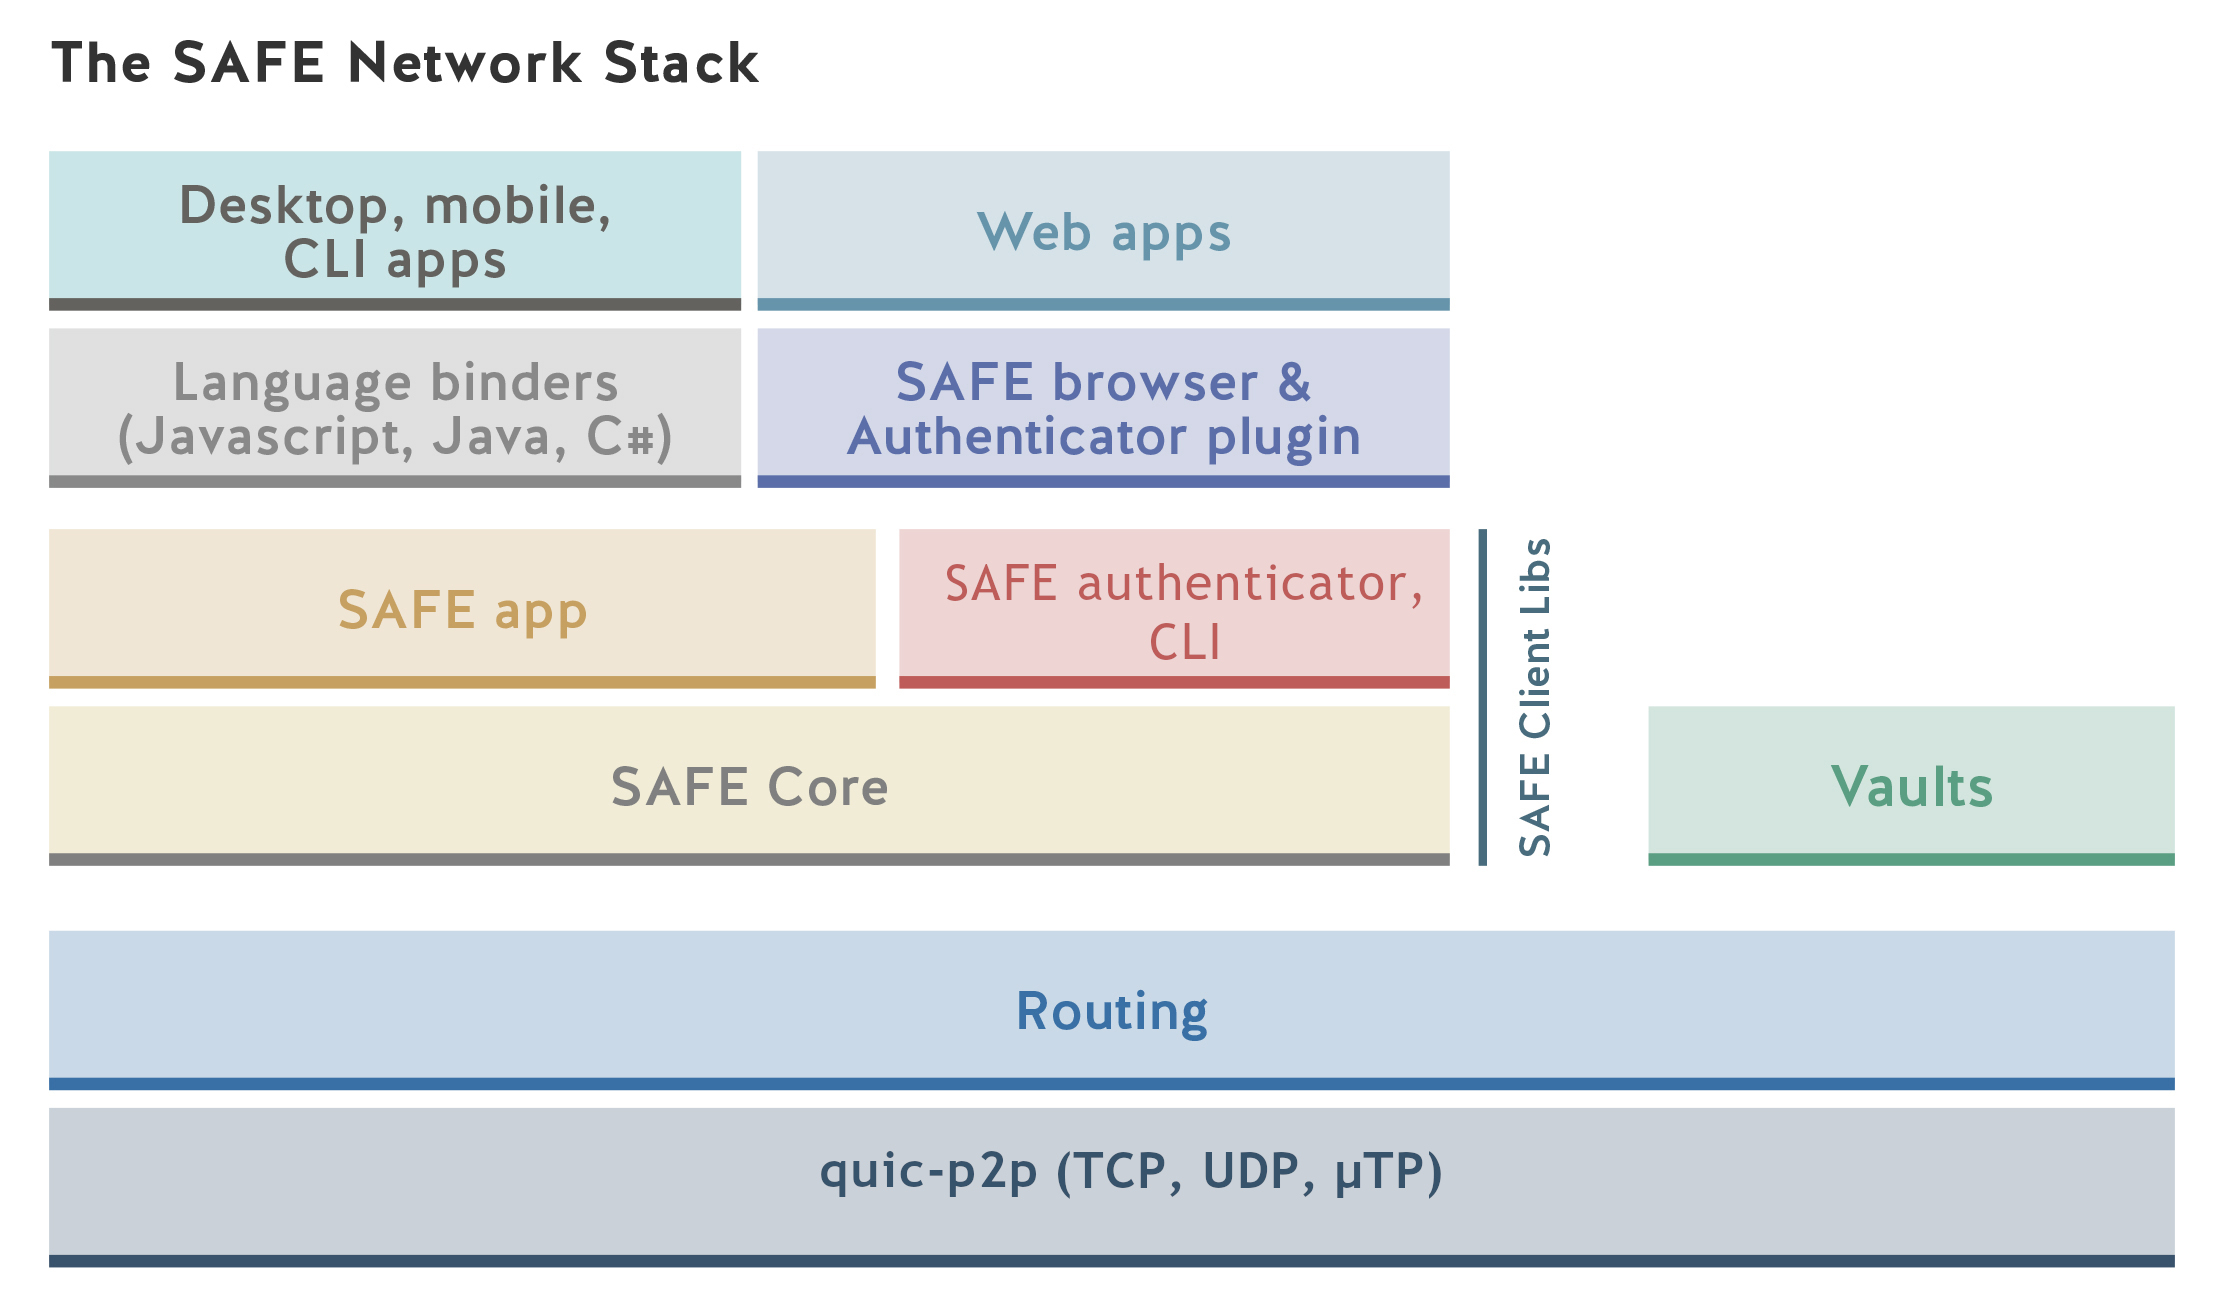 The SAFE Network Stack
Desktop, mobile,
CLI apps
Web apps
Language binders
(Javascript, Java, C#)
SAFE browser &
Authenticator plugin
SAFE app
SAFE authenticator,
CLI
SAFE Client Libs
SAFE Core
Vaults
Routing
quic-p2p (TCP, UDP, µTP)